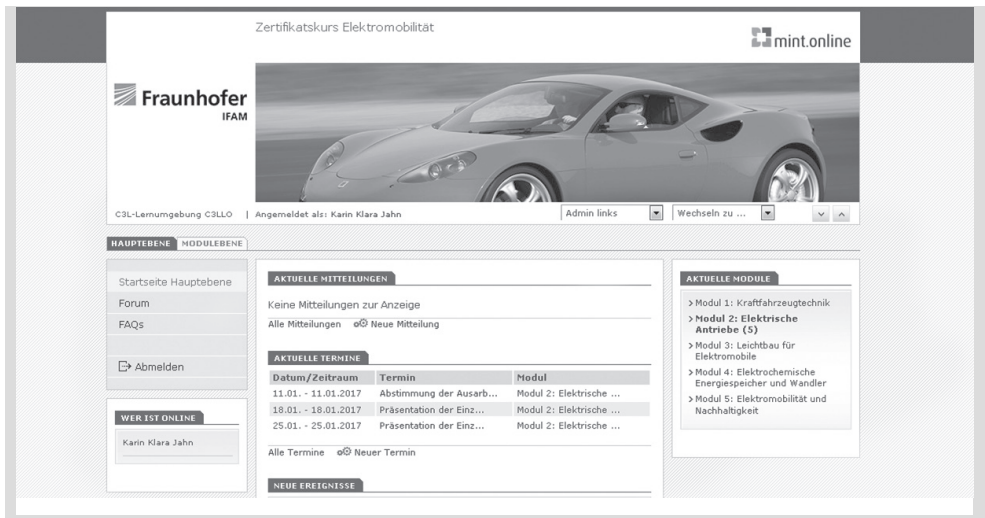 Zertifikatskurs Elektromobilität
mint.online
Fraunhofer
IFAM
C3L-Lernumgebung C3LLO | Angemeldet als: Karin Klara Jahn
Admin links
Wechseln zu ...
HAUPTEBENE MODULEBENE
Startseite Hauptebene
Forum
FAQs
Abmelden
WER IST ONLINE
Karin Klara Jahn
AKTUELLE MITTEILUNGEN
Keine Mitteilungen zur Anzeige
Alle Mitteilungen Neue Mitteilung
AKTUELLE TERMINE
Datum/Zeitraum Termin Modul
11.01. - 11.01.2017 Abstimmung der Ausarb... Modul 2: Elektrische ...
18.01. - 18.01.2017 Präsentation der Einz... Modul 2: Elektrische ...
25.01. - 25.01.2017 Präsentation der Einz... Modul 2: Elektrische ...
Alle Termine Neuer Termin
NEUE EREIGNISSE
AKTUELLE MODULE
Modul 1: Kraftfahrzeugtechnik
Modul 2: Elektrische
Antriebe (5)
Modul 3: Leichtbau für
Elektromobile
Modul 4: Elektrochemische
Energiespeicher und Wandler
Modul 5: Elektromobilität und
Nachhaltigkeit